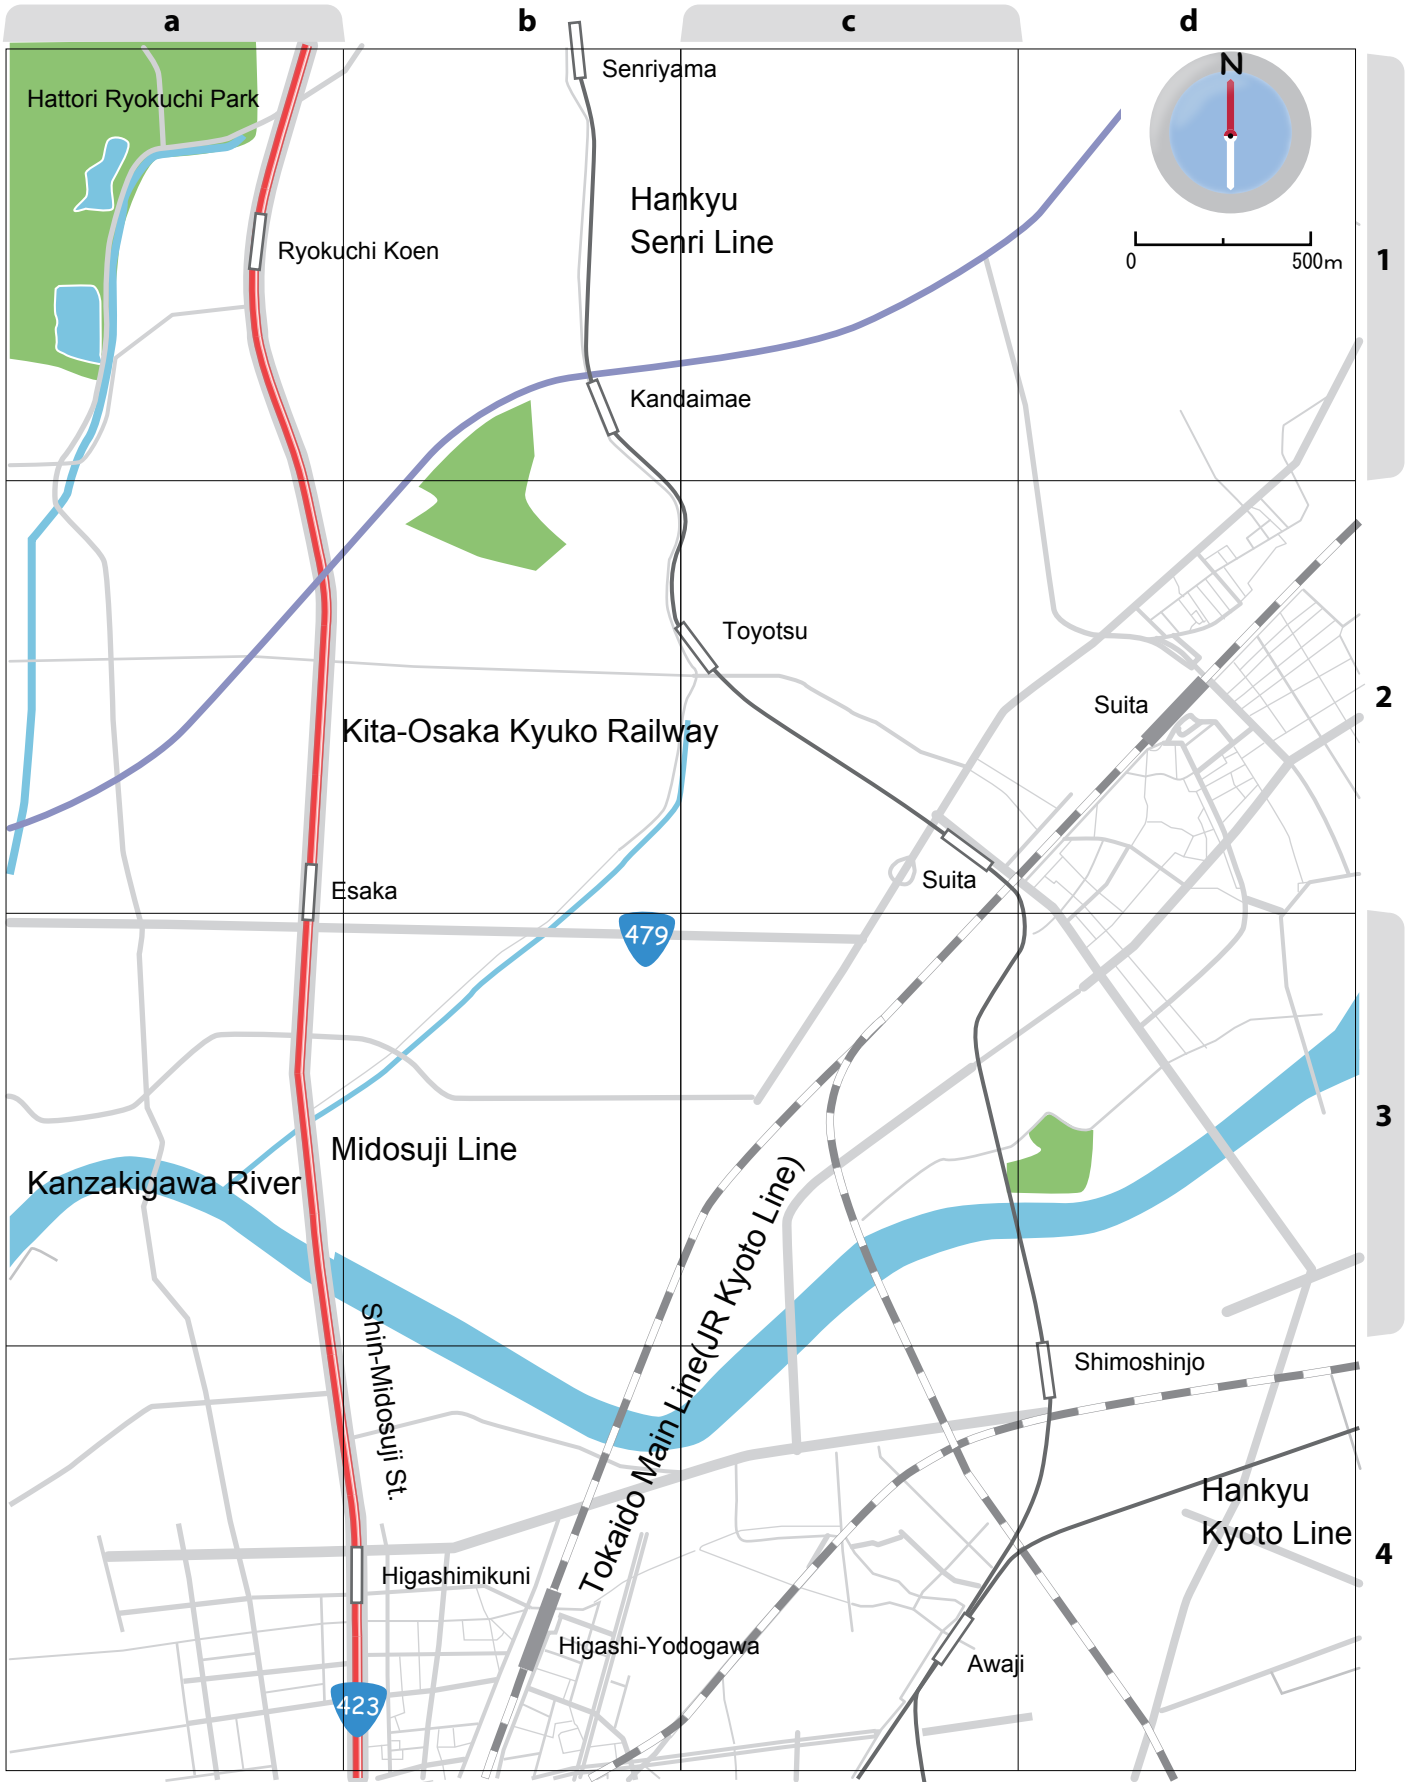 a
b
c
d
N
Senriyama
Hattori Ryokuchi Park
Hankyu
Senri Line
Ryokuchi Koen
0
500m
1
Kandaimae
Toyotsu
Suita
2
Kita-Osaka Kyuko Railway
Esaka
Suita
479
3
Midosuji Line
Kanzakigawa River
Tokaido Main Line(JR Kyoto Line)
Shin-Midosuji St.
Shimoshinjo
Hankyu
Kyoto Line
4
Higashimikuni
Higashi-Yodogawa
Awaji
423